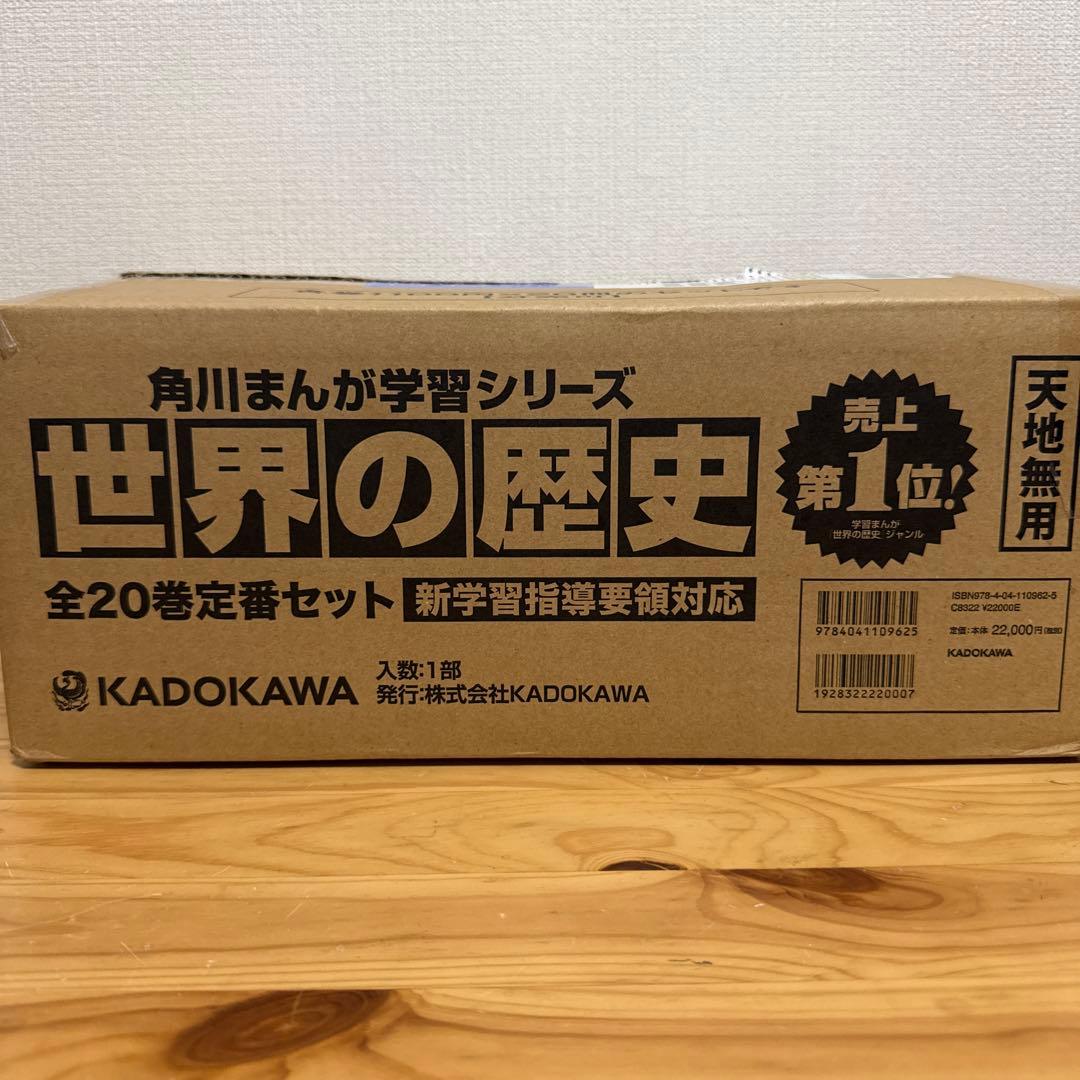 角川まんが学習シリーズ
世界の歴史
全20巻定番セット 新学習指導要領対応
KADOKAWA
入数:1部
発行:株式会社KADOKAWA
売上
第1位!
学習まんが
「世界の歴史」ジャンル
天地無用
9784041109625
1928322220007
ISBN978-4-04-110962-5
C8322 ¥22000E
定価:本体 22,000円(税別)
KADOKAWA